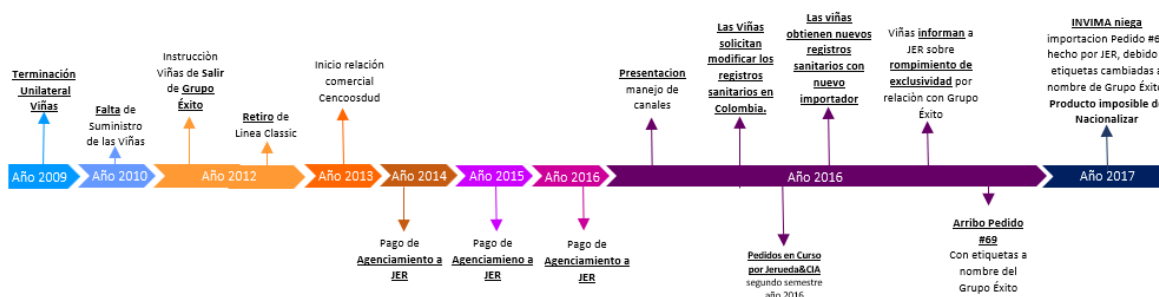 Terminación
Unilateral
Viñas
Falta de
Suministro
de las Viñas
Instrucciòn
Viñas de Salir
de Grupo
Éxito
Retiro de
Linea Classic
Inicio relación
comercial
Cencoosdud
Presentacion
manejo de
canales
Las Viñas
solicitan
modificar los
registros
sanitarios en
Colombia.
Las viñas
obtienen nuevos
registros
sanitarios con
nuevo
importador
Viñas informan a
JER sobre
rompimiento de
exclusividad por
relaciòn con Grupo
Éxito
INVIMA niega
importacion Pedido #6
hecho por JER, debido
etiquetas cambiadas a
nombre de Grupo Éxito
Producto imposible de
Nacionalizar
Año 2009
Año 2010
Año 2012
Año 2013
Año 2014
Año 2015
Año 2016
Año 2016
Año 2017
Pago de
Agenciamiento a
JER
Pago de
Agenciamieno a
JER
Pago de
Agenciamiento a
JER
Pedidos en Curso
por Jerueda&CIA
segundo semestre
año 2016
Arribo Pedido
#69
Con etiquetas a
nombre del
Grupo Éxito